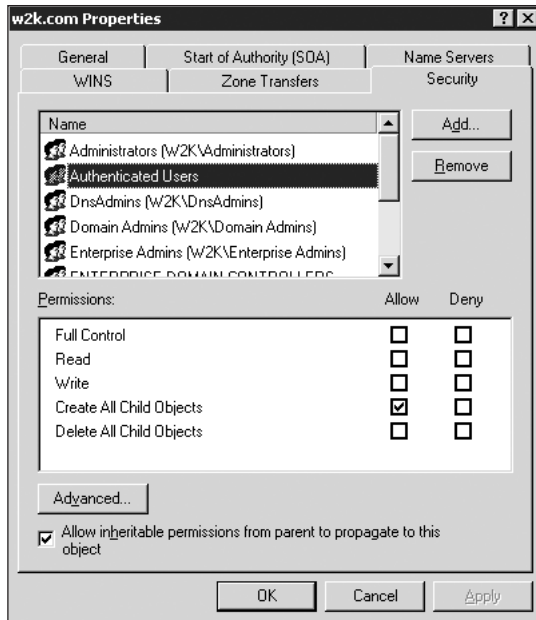 w2k.com Properties
General Start of Authority (SOA) Name Servers
WINS Zone Transfers Security
Name
Administrators (W2K\Administrators)
Authenticated Users
DnsAdmins (W2K\DnsAdmins)
Domain Admins (W2K\Domain Admins)
Enterprise Admins (W2K\Enterprise Admins)
ENTERPRISE DOMAIN CONTROLLERS
Add...
Remove
Permissions: Allow Deny
Full Control
Read
Write
Create All Child Objects
Delete All Child Objects
Advanced...
Allow inheritable permissions from parent to propagate to this
object
OK Cancel Apply